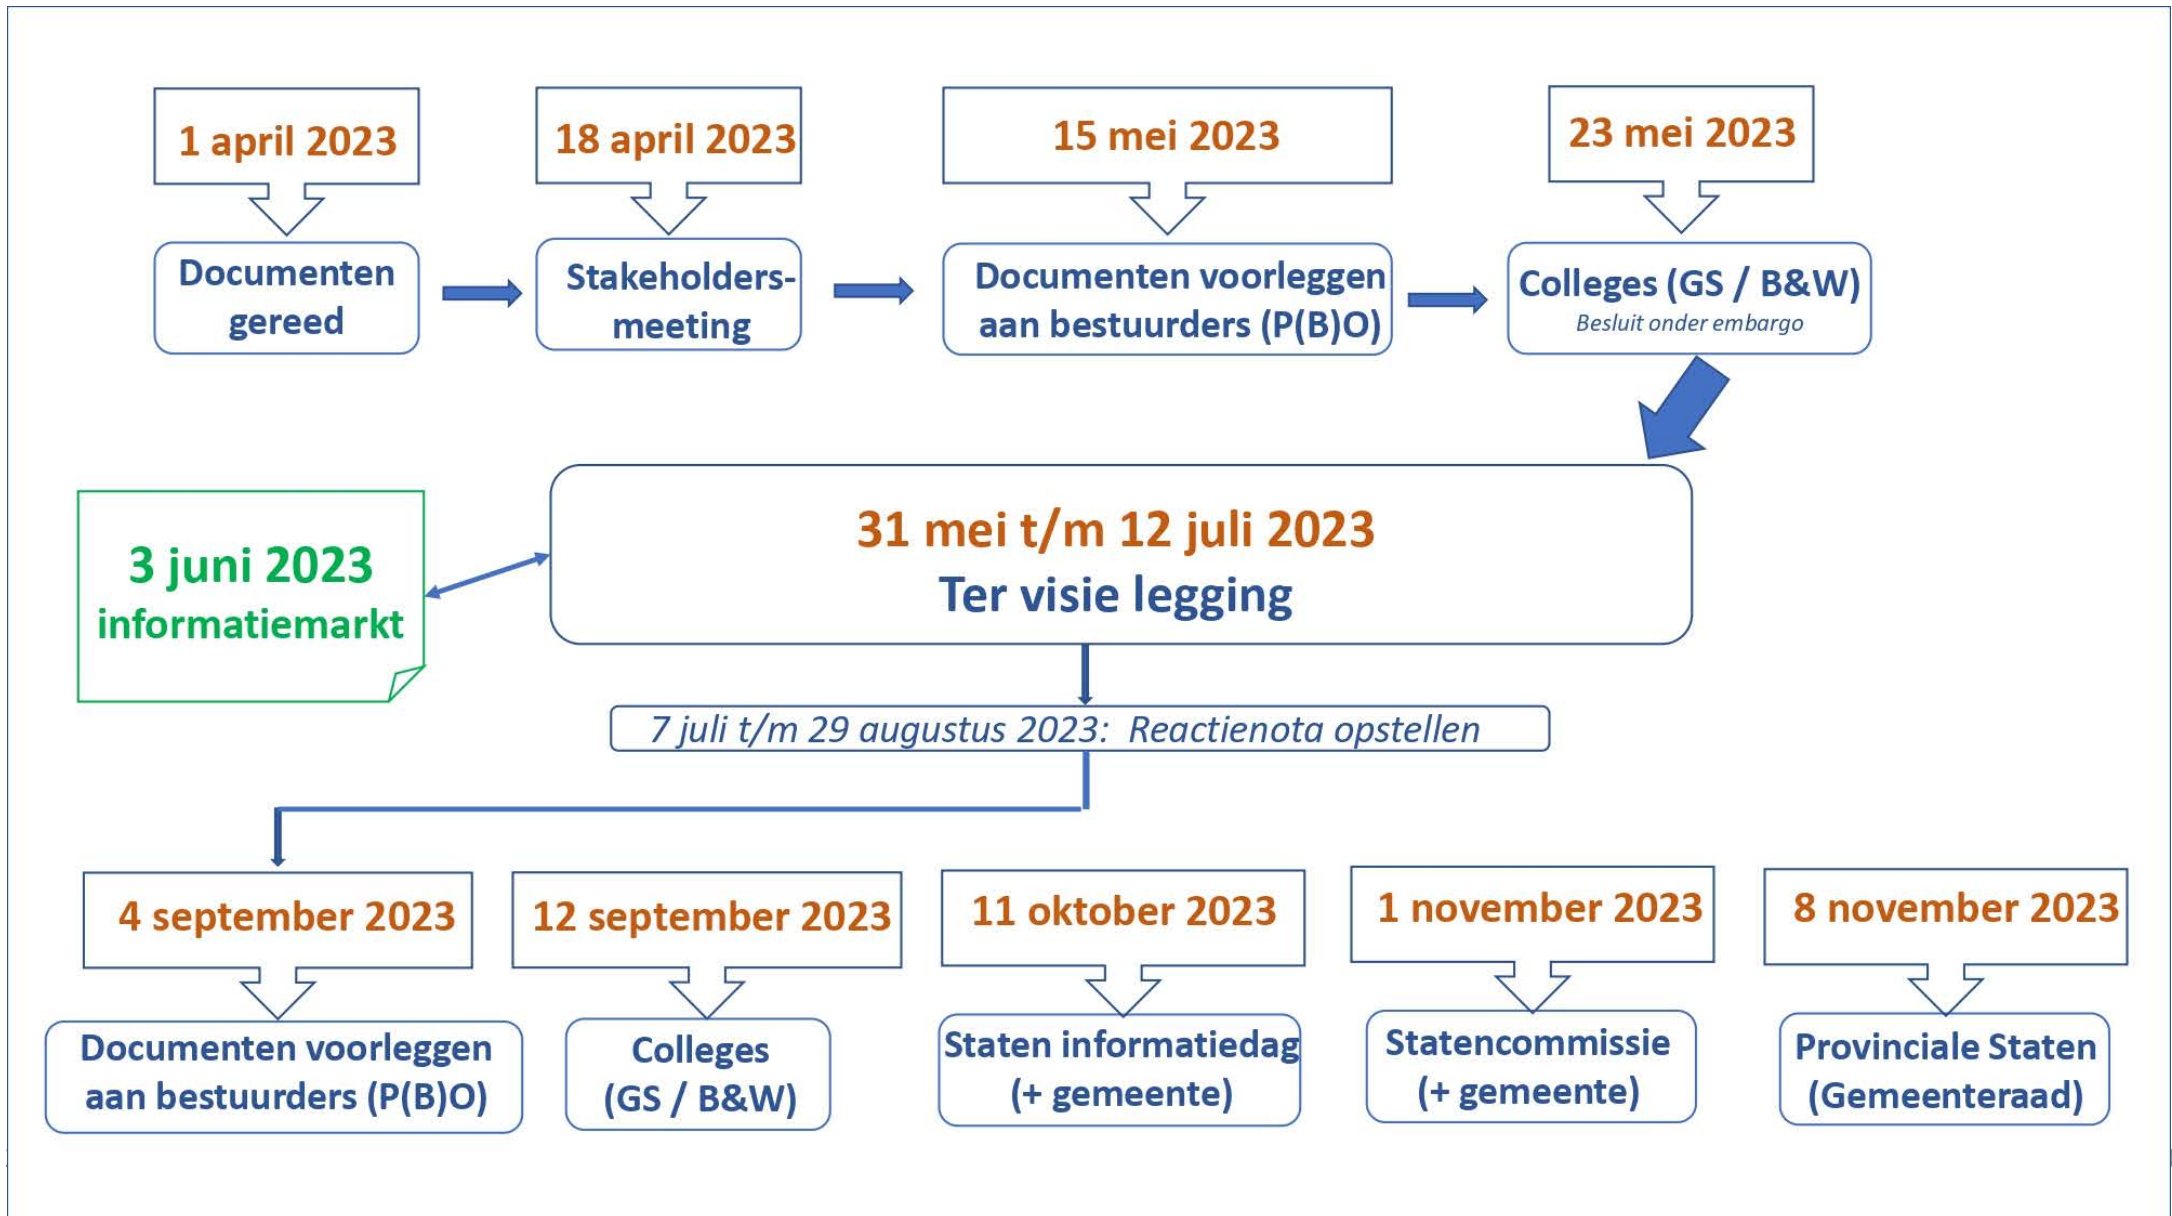 1 april 2023
18 april 2023
15 mei 2023
23 mei 2023
Documenten
gereed
Stakeholders-
meeting
Documenten voorleggen
aan bestuurders (P(B)O)
Colleges (GS / B&W)
Besluit onder embargo
3 juni 2023
informatiemarkt
31 mei t/m 12 juli 2023
Ter visie legging
7 juli t/m 29 augustus 2023: Reactienota opstellen
4 september 2023
12 september 2023
11 oktober 2023
1 november 2023
8 november 2023
Documenten voorleggen
aan bestuurders (P(B)O)
Colleges
(GS / B&W)
Staten informatiedag
(+ gemeente)
Statencommissie
(+ gemeente)
Provinciale Staten
(Gemeenteraad)